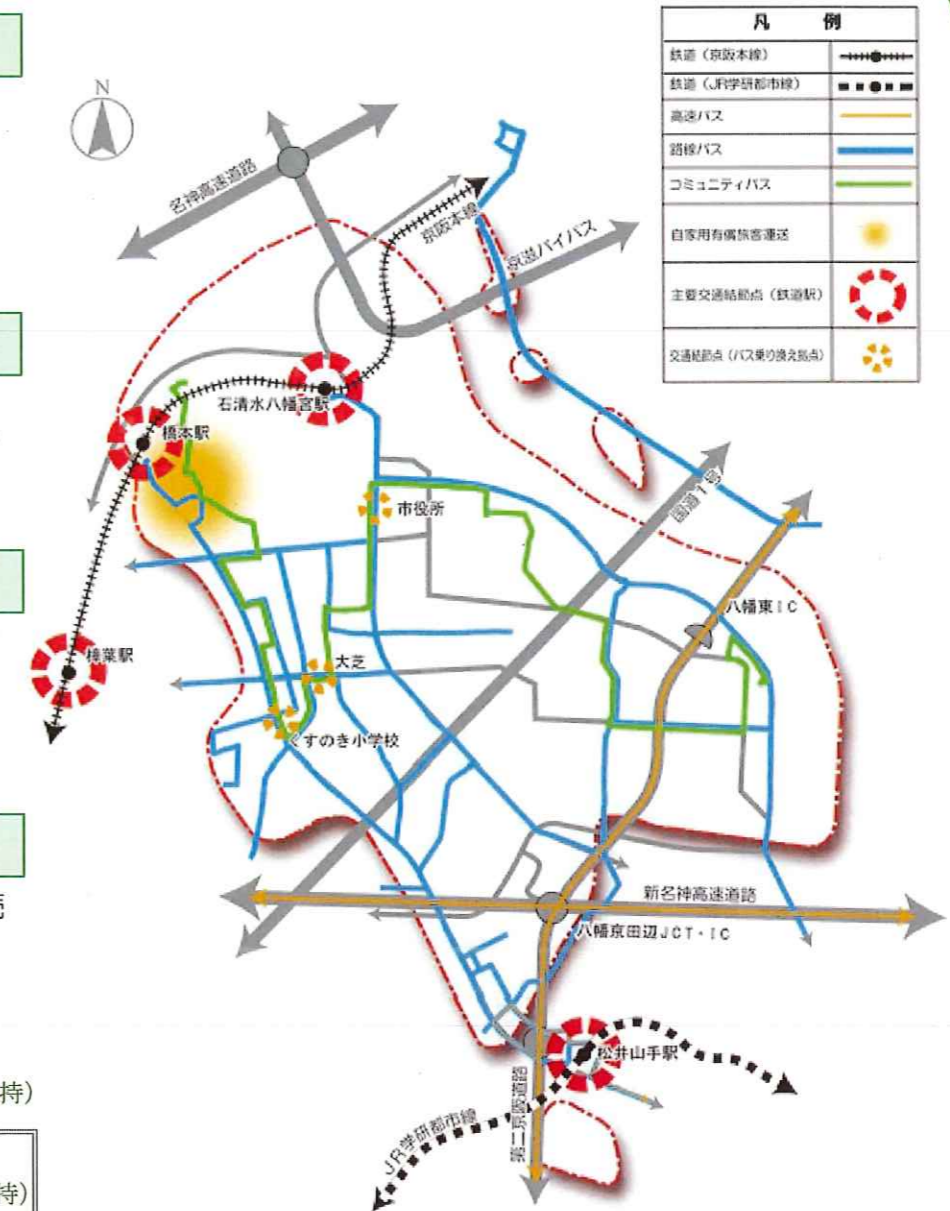 凡 例
鉄道（京阪本線）
鉄道（JR学研都市線）
高速バス
路線バス
コミュニティバス
自家用有償旅客運送
主要交通結節点（鉄道駅）
交通結節点（バス乗り換え拠点）
N
名神高速道路
京阪本線
京滋バイパス
石清水八幡宮駅
橋本駅
市役所
国道1号
八幡東IC
樟葉駅
大芝
くすのき小学校
新名神高速道路
八幡京田辺JCT・IC
松井山手駅
第二京阪道路
JR学研都市線
持）
持）